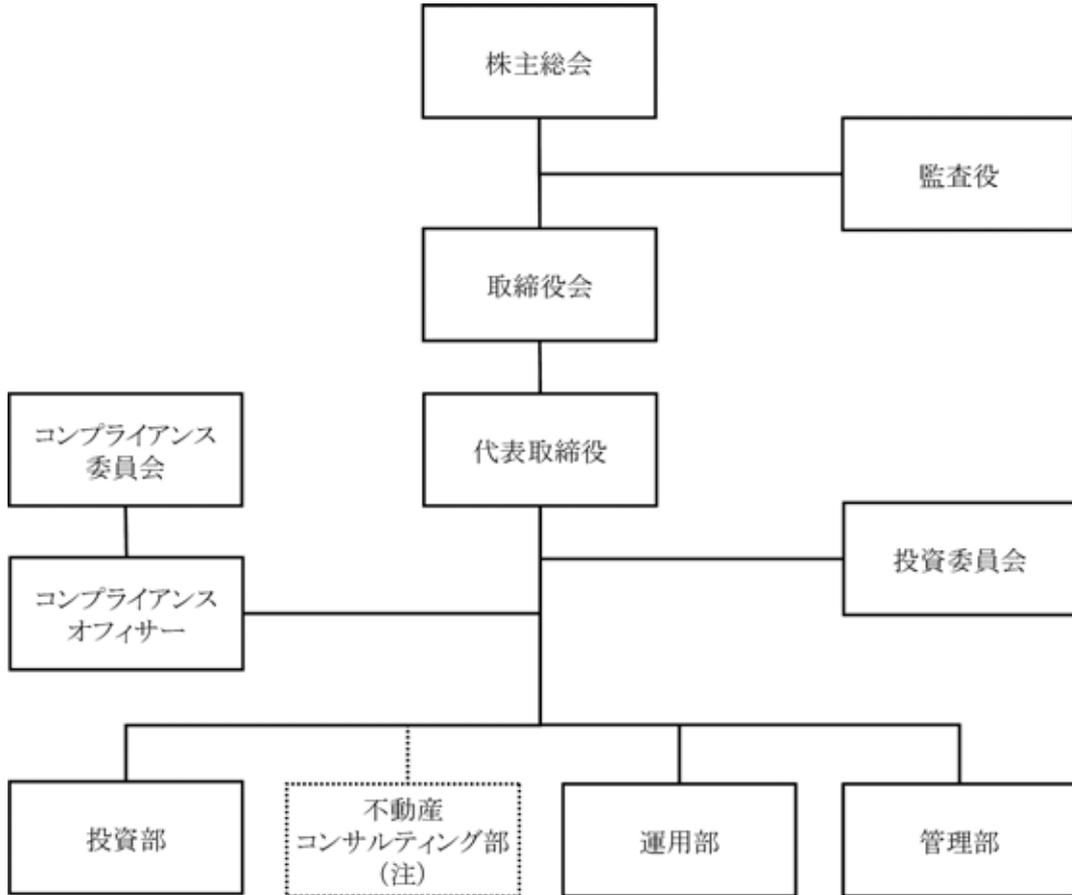 株主総会
監査役
取締役会
コンプライアンス
委員会
代表取締役
投資委員会
コンプライアンス
オフィサー
投資部
不動産
コンサルティング部
(注)
運用部
管理部